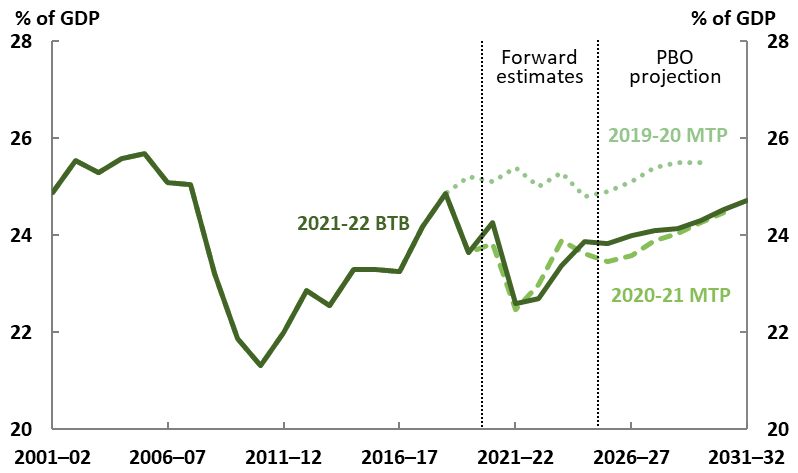 % of GDP
% of GDP
28
28
Forward
estimates
PBO
projection
26
26
2019-20 MTP
2021-22 BTB
24
24
2020-21 MTP
22
22
20
20
2001–02
2006–07
2011–12
2016–17
2021–22
2026–27
2031–32